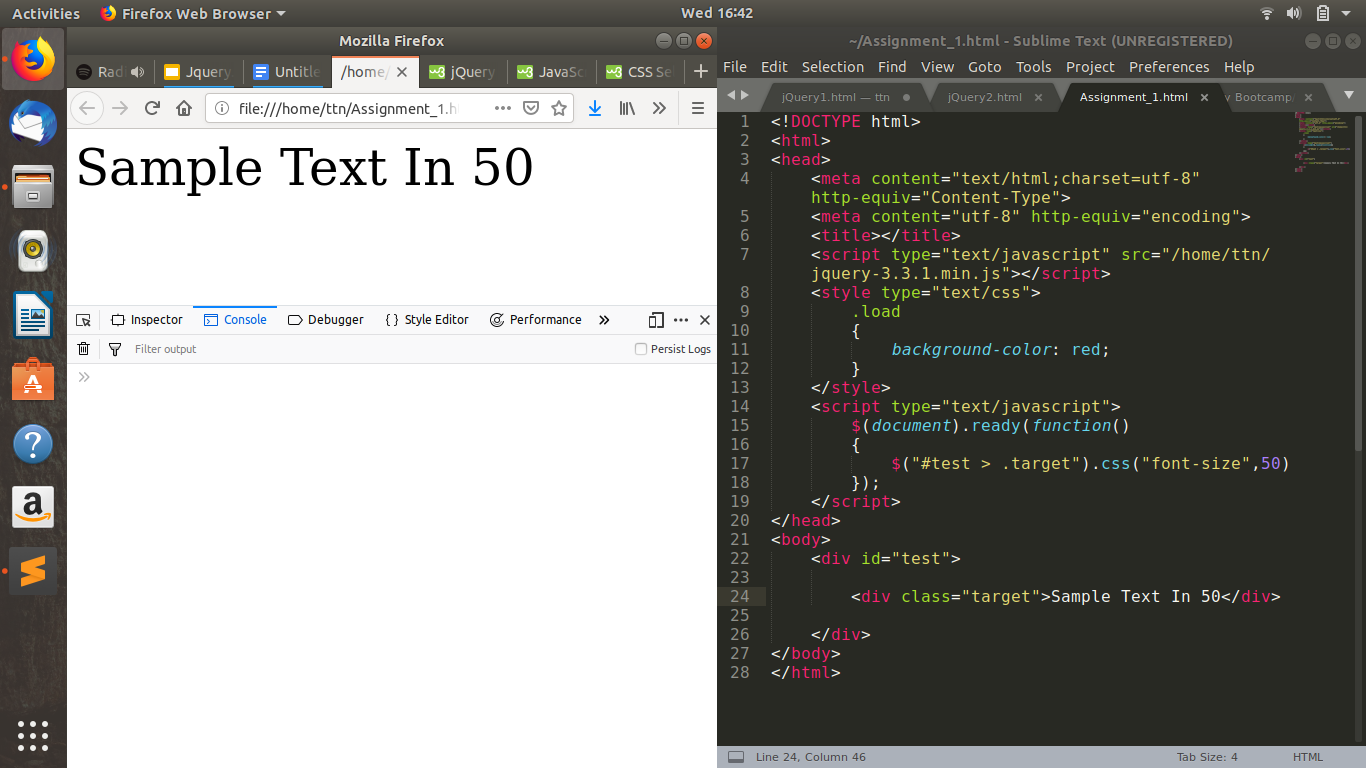 Activities
Firefox Web Browser
Wed 16:42
Mozilla Firefox
Rad
Jquery
Untitle
/home/
jQuery
JavaSc
CSS Se
file:///home/ttn/Assignment_1.h
Sample Text In 50
Inspector
Console
Debugger
{ } Style Editor
Performance
Filter output
Persist Logs
~/Assignment_1.html - Sublime Text (UNREGISTERED)
File Edit Selection Find View Goto Tools Project Preferences Help
jQuery1.html — ttn
jQuery2.html
Assignment_1.html
Bootcamp/
1 <!DOCTYPE html>
2 <html>
3 <head>
4 <meta content="text/html;charset=utf-8"
http-equiv="Content-Type">
5 <meta content="utf-8" http-equiv="encoding">
6 <title></title>
7 <script type="text/javascript" src="/home/ttn/
jquery-3.3.1.min.js"></script>
8 <style type="text/css">
9 .load
10 {
11 background-color: red;
12 }
13 </style>
14 <script type="text/javascript">
15 $(document).ready(function()
16 {
17 $("#test > .target").css("font-size",50)
18 });
19 </script>
20 </head>
21 <body>
22 <div id="test">
23
24 <div class="target">Sample Text In 50</div>
25
26 </div>
27 </body>
28 </html>
Line 24, Column 46
Tab Size: 4
HTML